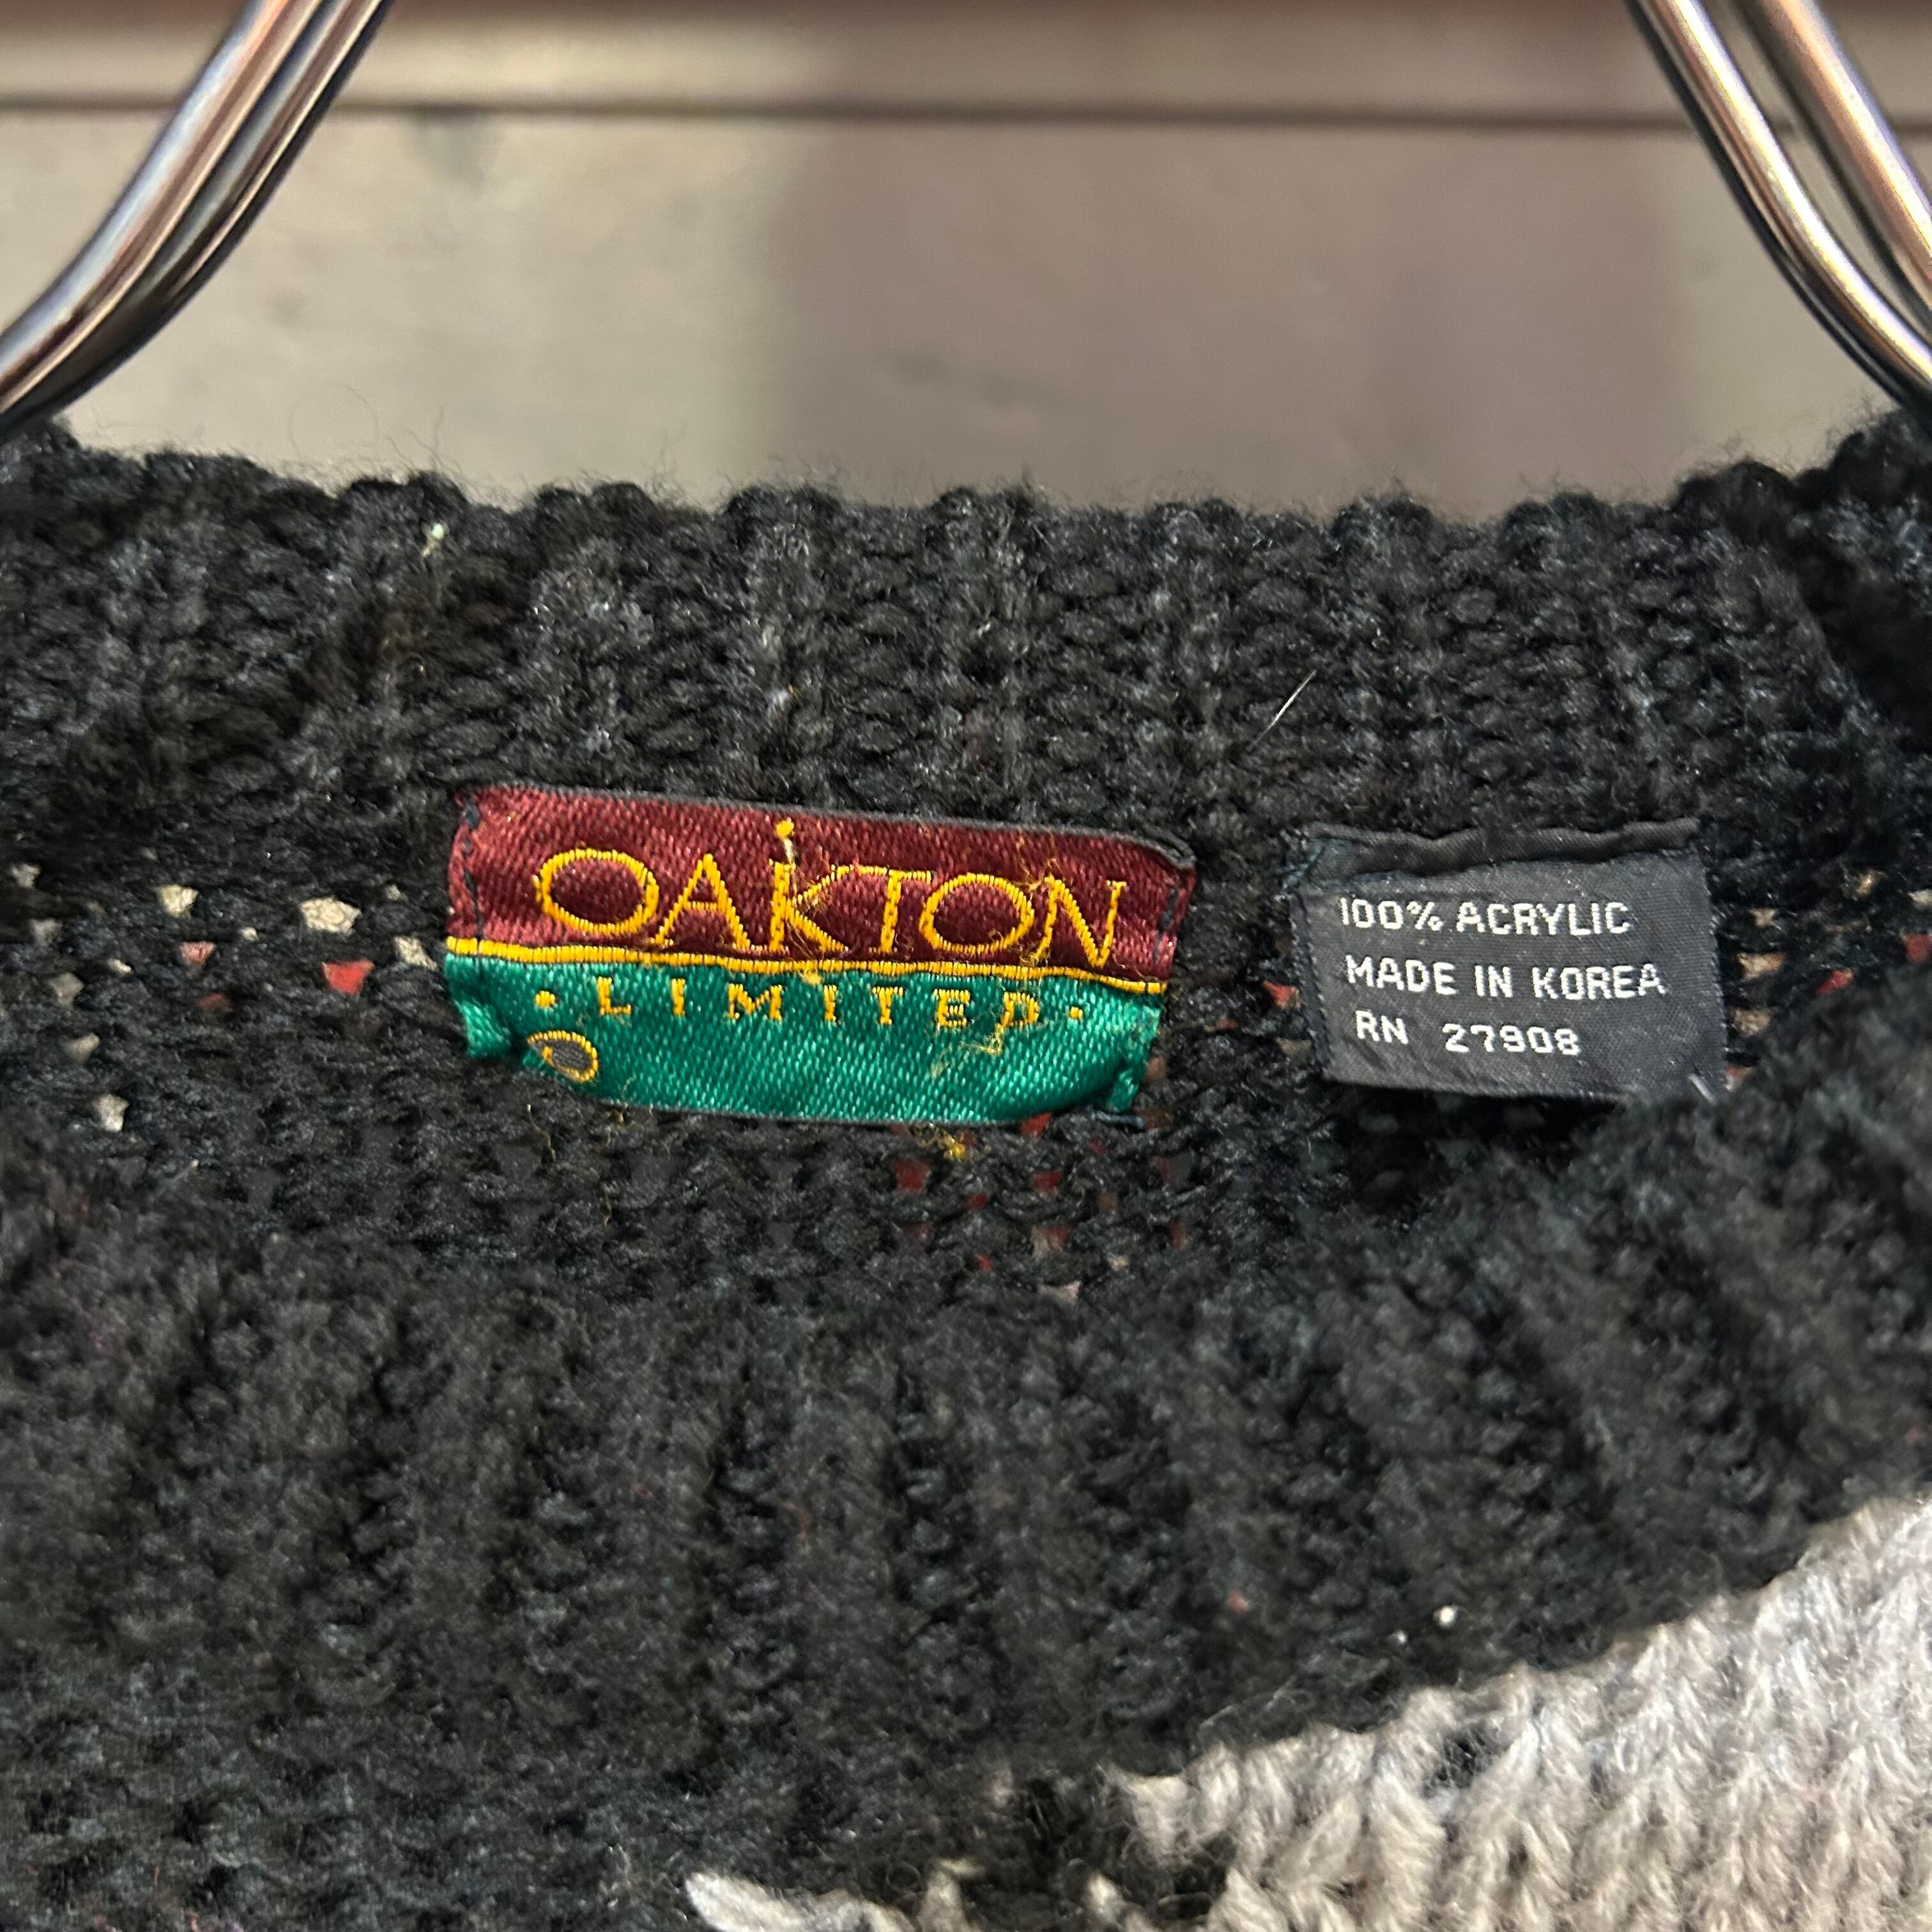 OAKTON
· LIMITED ·
100% ACRYLIC
MADE IN KOREA
RN 27908